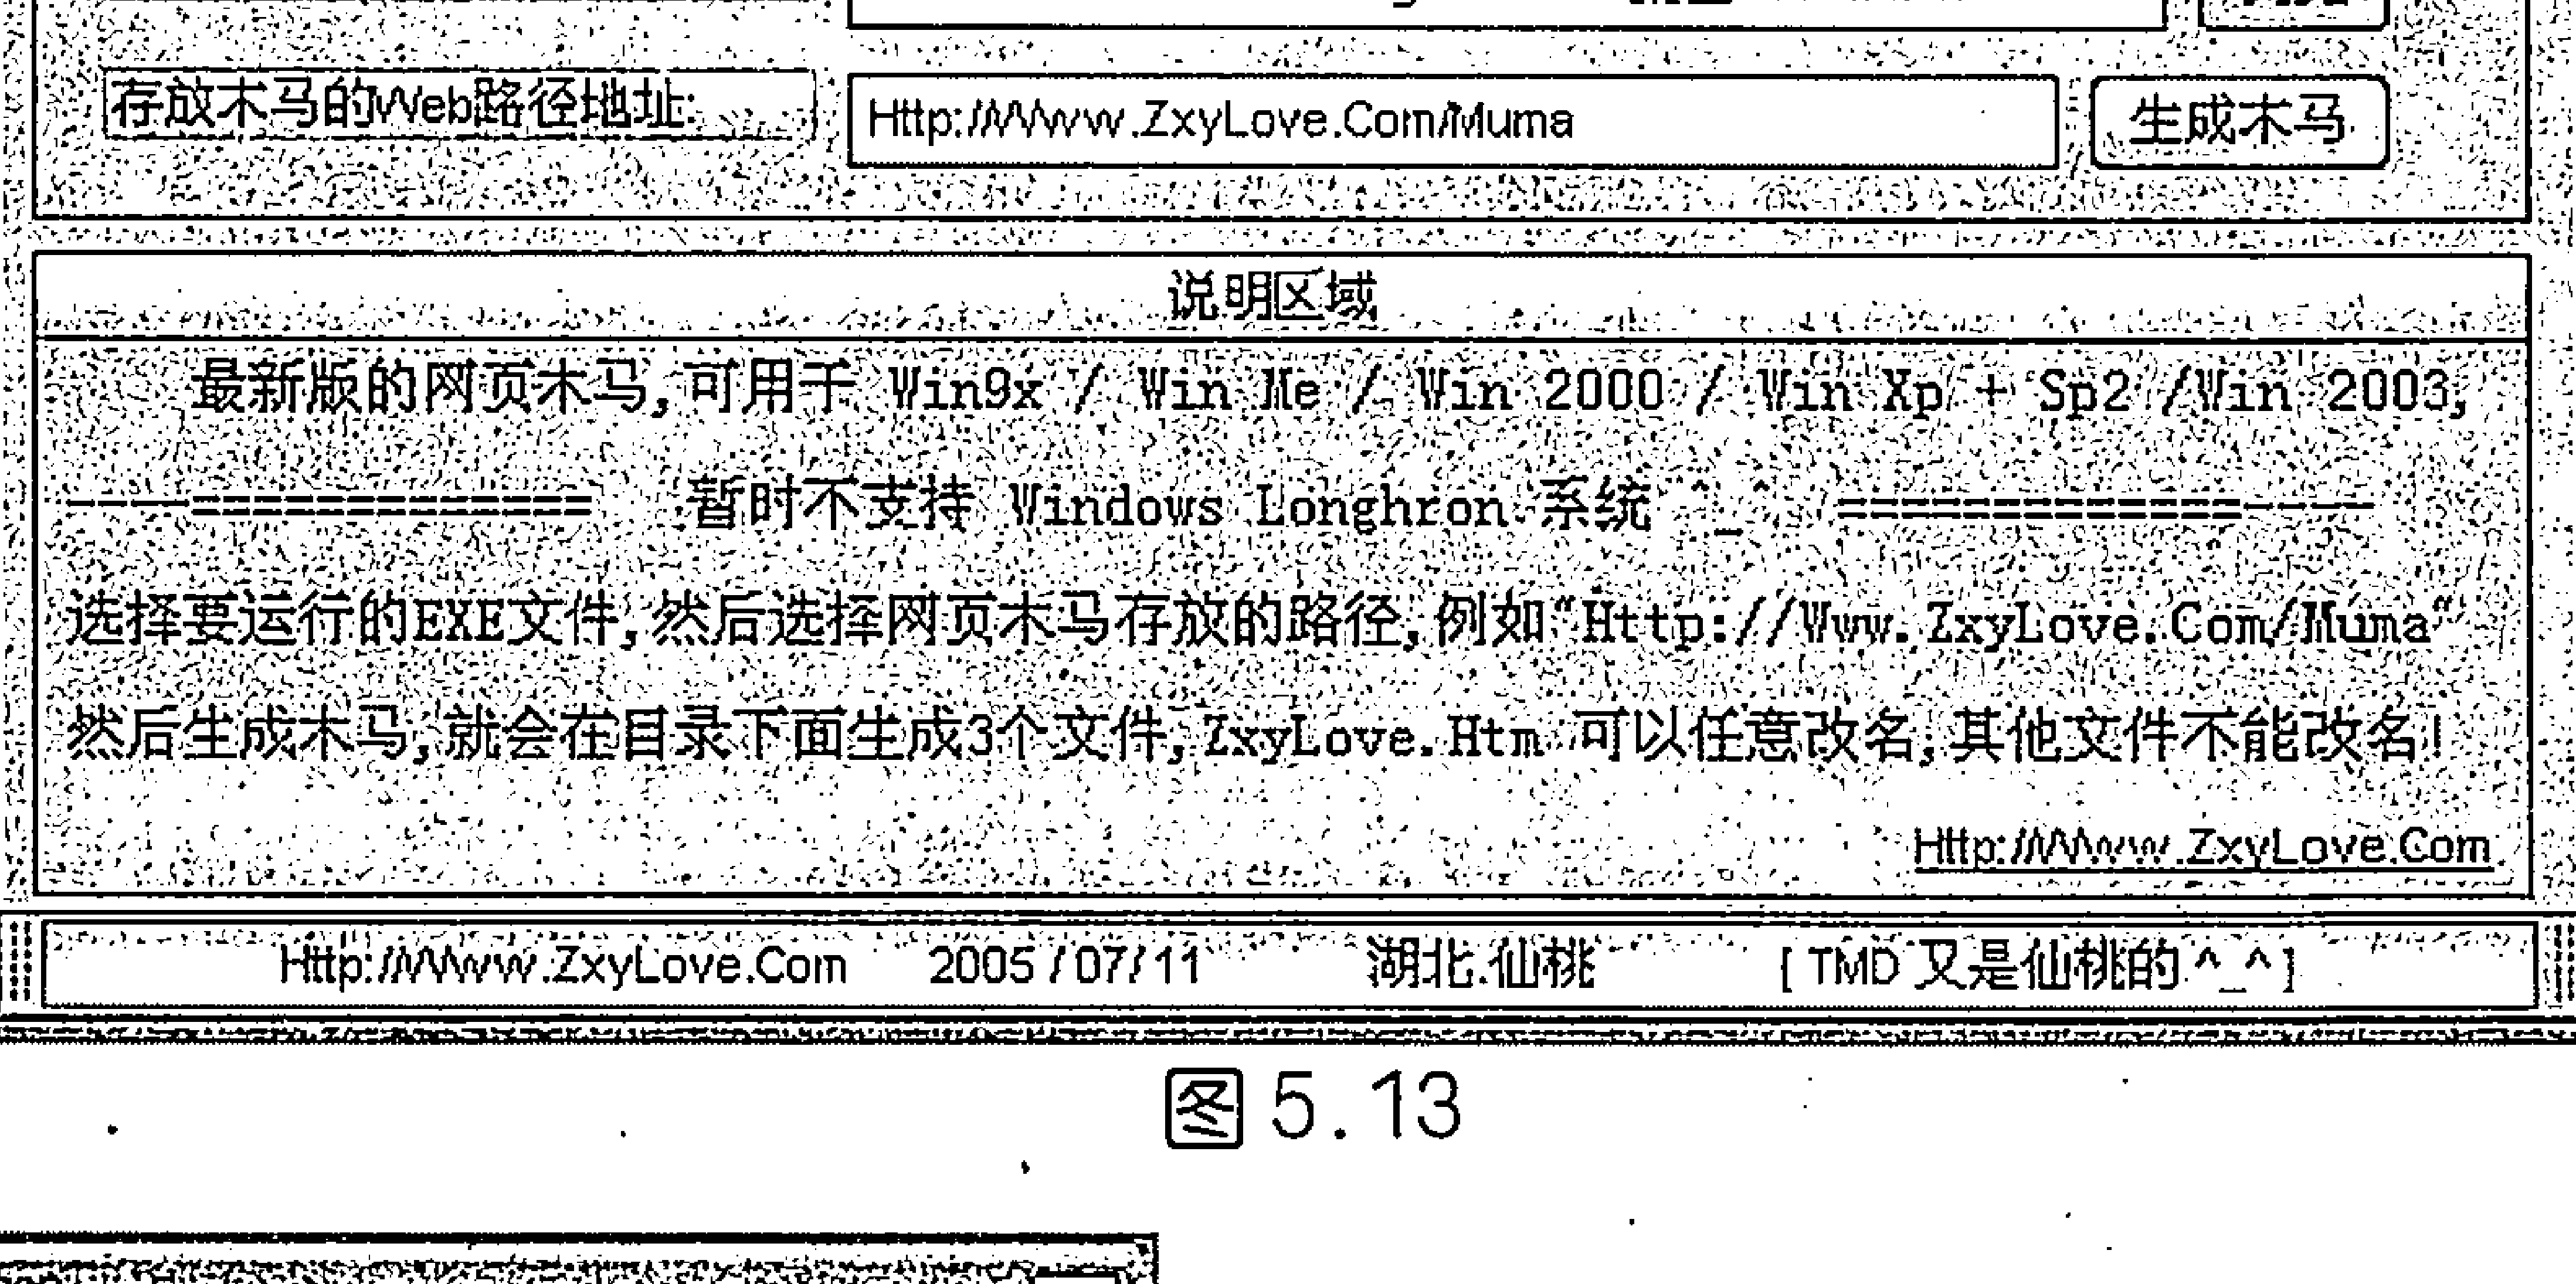 存放木马的Web路径地址:
Http://Www.ZxyLove.Com/Muma
生成木马
说明区域
最新版的网页木马,可用于 Win9x / Win Me / Win 2000 / Win Xp + Sp2 /Win 2003,
----============= 暂时不支持 Windows Longhron 系统 ^_^ =============----
选择要运行的EXE文件,然后选择网页木马存放的路径,例如"Http://Www.ZxyLove.Com/Muma"
然后生成木马,就会在目录下面生成3个文件,ZxyLove.Htm 可以任意改名,其他文件不能改名!
Http://Www.ZxyLove.Com
Http://Www.ZxyLove.Com 2005/07/11 湖北.仙桃 [ TMD 又是仙桃的 ^_^ ]
图 5.13